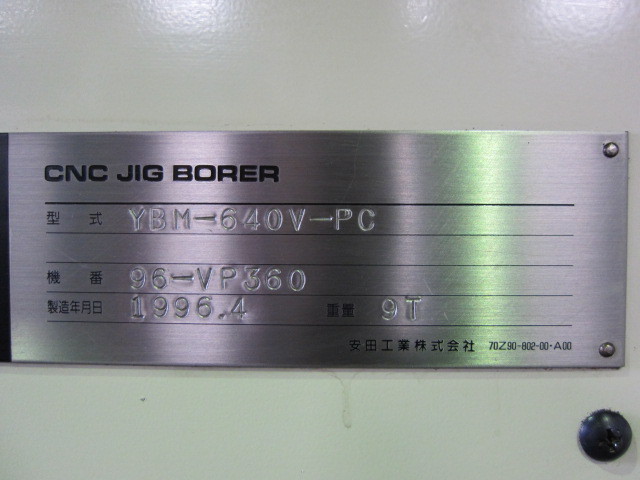 CNC JIG BORER
型式 YBM-640V-PC
機番 96-VP360
製造年月日 1996.4 重量 9T
安田工業株式会社 70Z90-802-00-A00